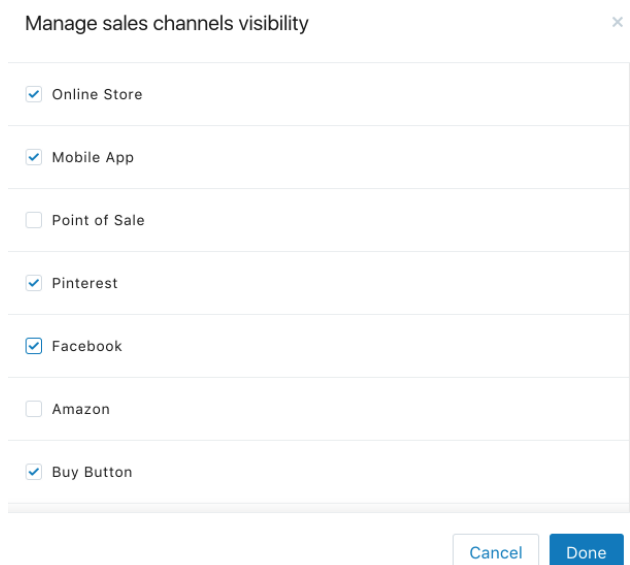 Manage sales channels visibility
Online Store
Mobile App
Point of Sale
Pinterest
Facebook
Amazon
Buy Button
Cancel Done